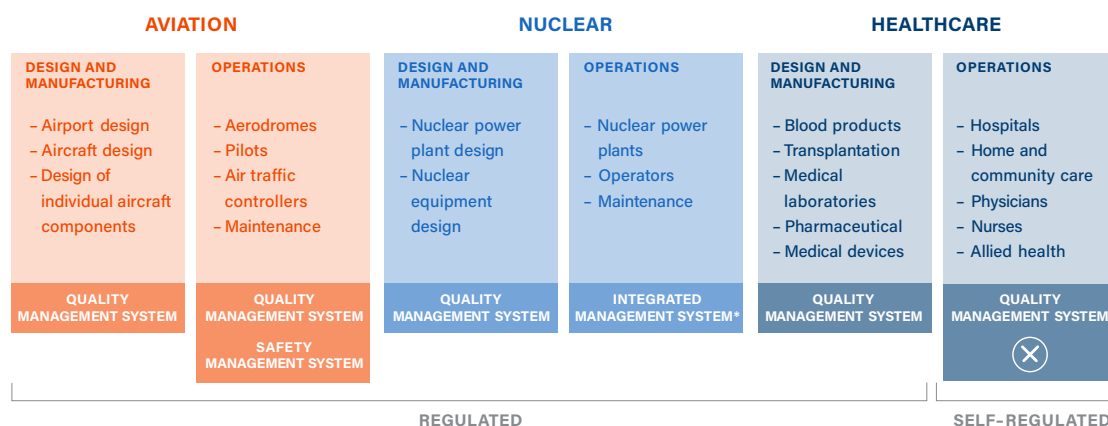 AVIATION
DESIGN AND
MANUFACTURING
– Airport design
– Aircraft design
– Design of
individual aircraft
components
QUALITY
MANAGEMENT SYSTEM
OPERATIONS
– Aerodromes
– Pilots
– Air traffic
controllers
– Maintenance
QUALITY
MANAGEMENT SYSTEM
SAFETY
MANAGEMENT SYSTEM
NUCLEAR
DESIGN AND
MANUFACTURING
– Nuclear power
plant design
– Nuclear
equipment
design
QUALITY
MANAGEMENT SYSTEM
OPERATIONS
– Nuclear power
plants
– Operators
– Maintenance
INTEGRATED
MANAGEMENT SYSTEM*
HEALTHCARE
DESIGN AND
MANUFACTURING
– Blood products
– Transplantation
– Medical
laboratories
– Pharmaceutical
– Medical devices
QUALITY
MANAGEMENT SYSTEM
OPERATIONS
– Hospitals
– Home and
community care
– Physicians
– Nurses
– Allied health
QUALITY
MANAGEMENT SYSTEM
REGULATED
SELF-REGULATED